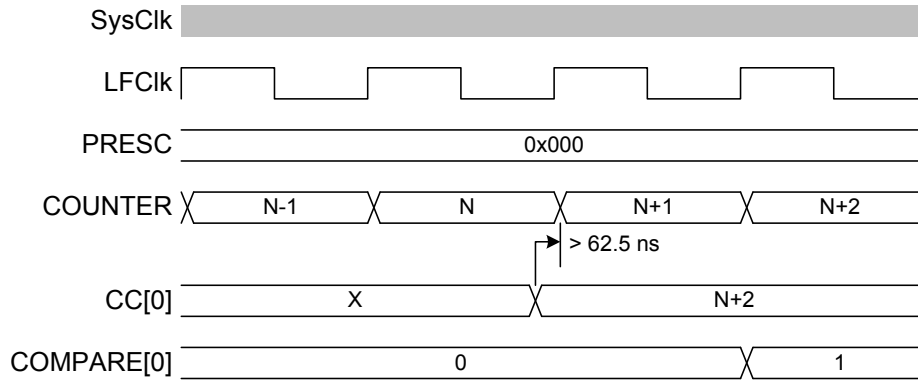 SysClk
LFClk
PRESC 0x000
COUNTER N-1 N N+1 N+2
> 62.5 ns
CC[0] X N+2
COMPARE[0] 0 1